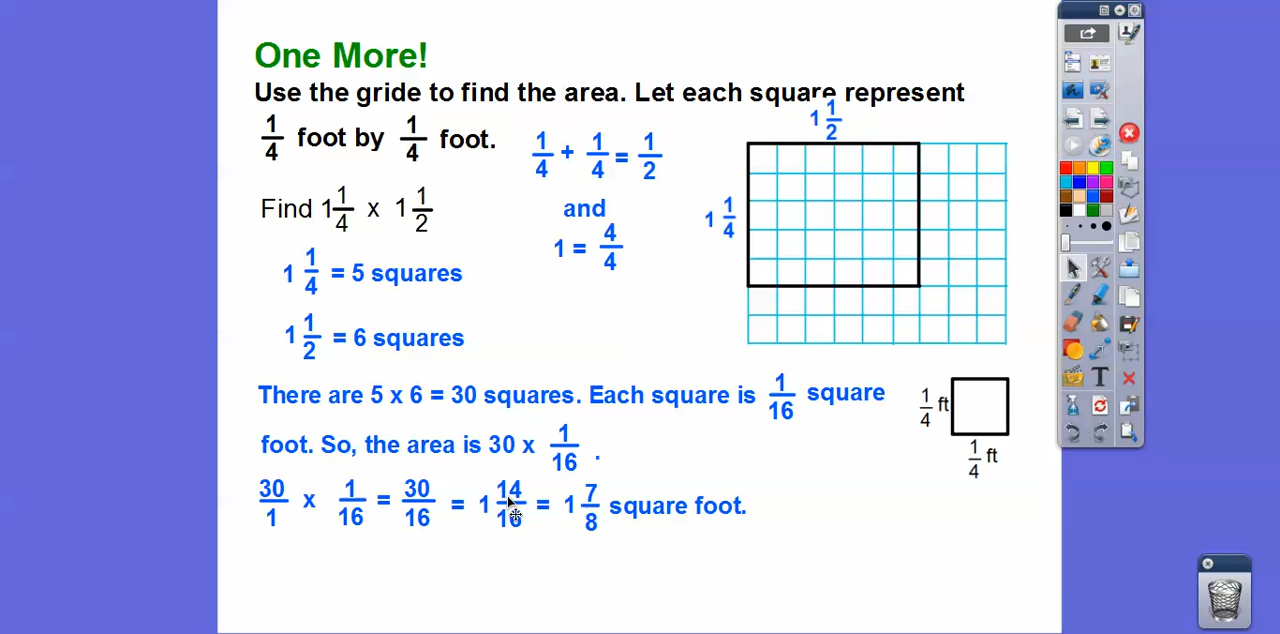 One More!
Use the gride to find the area. Let each square represent
1/4 foot by 1/4 foot.
1/4 + 1/4 = 1/2
and
1 = 4/4
Find 1 1/4 x 1 1/2
1 1/4 = 5 squares
1 1/2 = 6 squares
1 1/2
1 1/4
There are 5 x 6 = 30 squares. Each square is 1/16 square
foot. So, the area is 30 x 1/16 .
30/1 x 1/16 = 30/16 = 1 14/16 = 1 7/8 square foot.
1/4 ft
1/4 ft
T